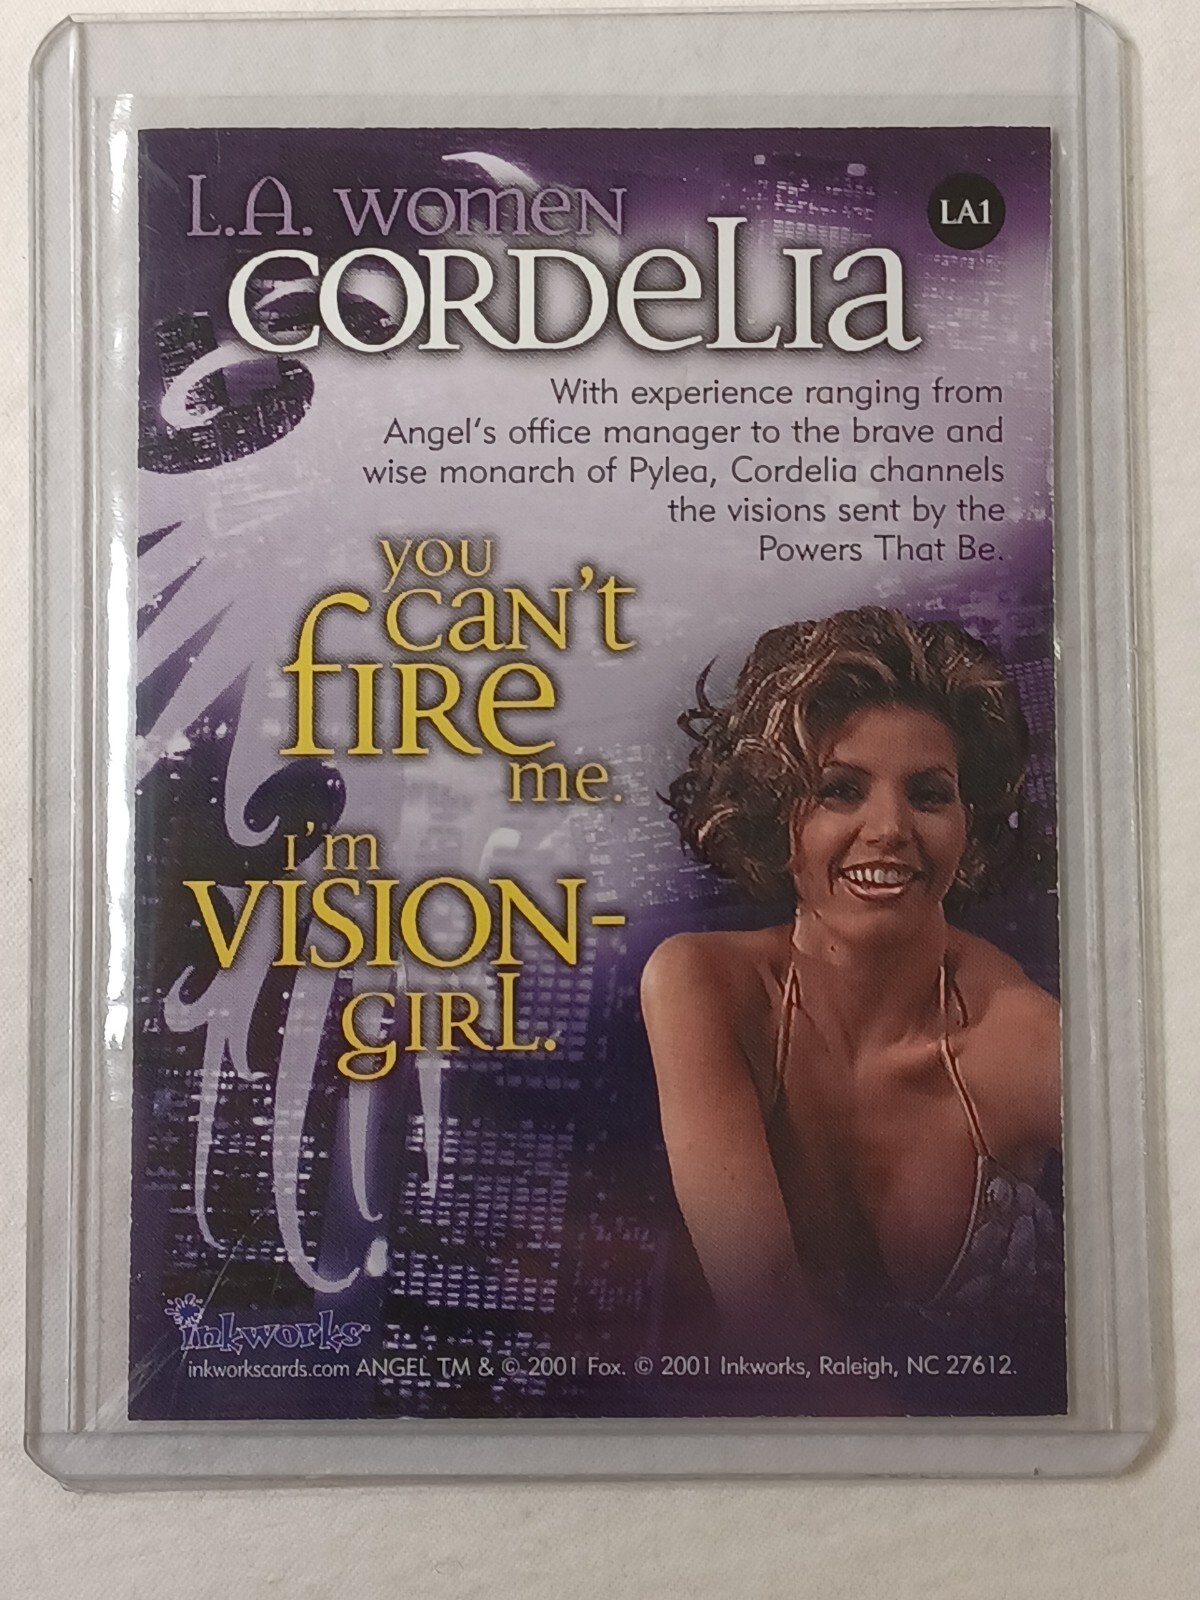 L.A. women
LA1
CORDeLia
With experience ranging from
Angel's office manager to the brave and
wise monarch of Pylea, Cordelia channels
the visions sent by the
Powers That Be.
you
can't
fire
me.
i'm
VISION-
giRL.
inkworks
inkworkscards.com ANGEL TM & © 2001 Fox. © 2001 Inkworks, Raleigh, NC 27612.